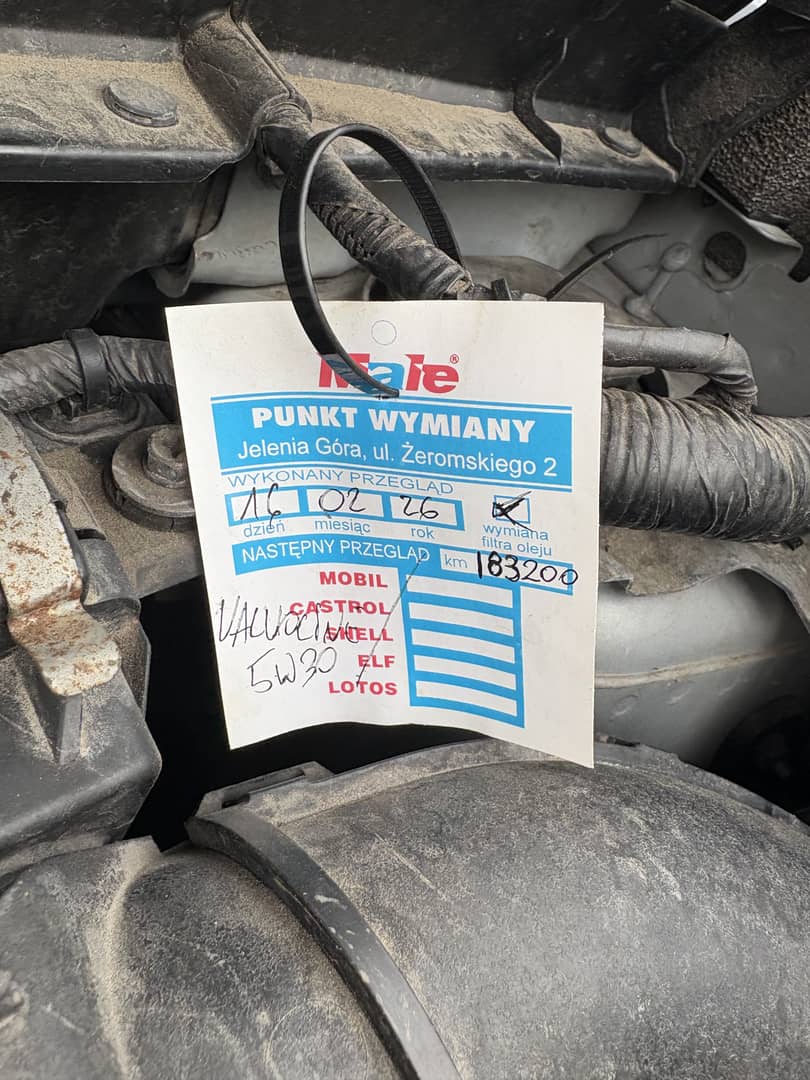 Male®
PUNKT WYMIANY
Jelenia Góra, ul. Żeromskiego 2
WYKONANY PRZEGLĄD
16 02 26
dzień miesiąc rok wymiana
filtra oleju
NASTĘPNY PRZEGLĄD km 183200
MOBIL
CASTROL
VALVOLINE SHELL
5W30 ELF
LOTOS